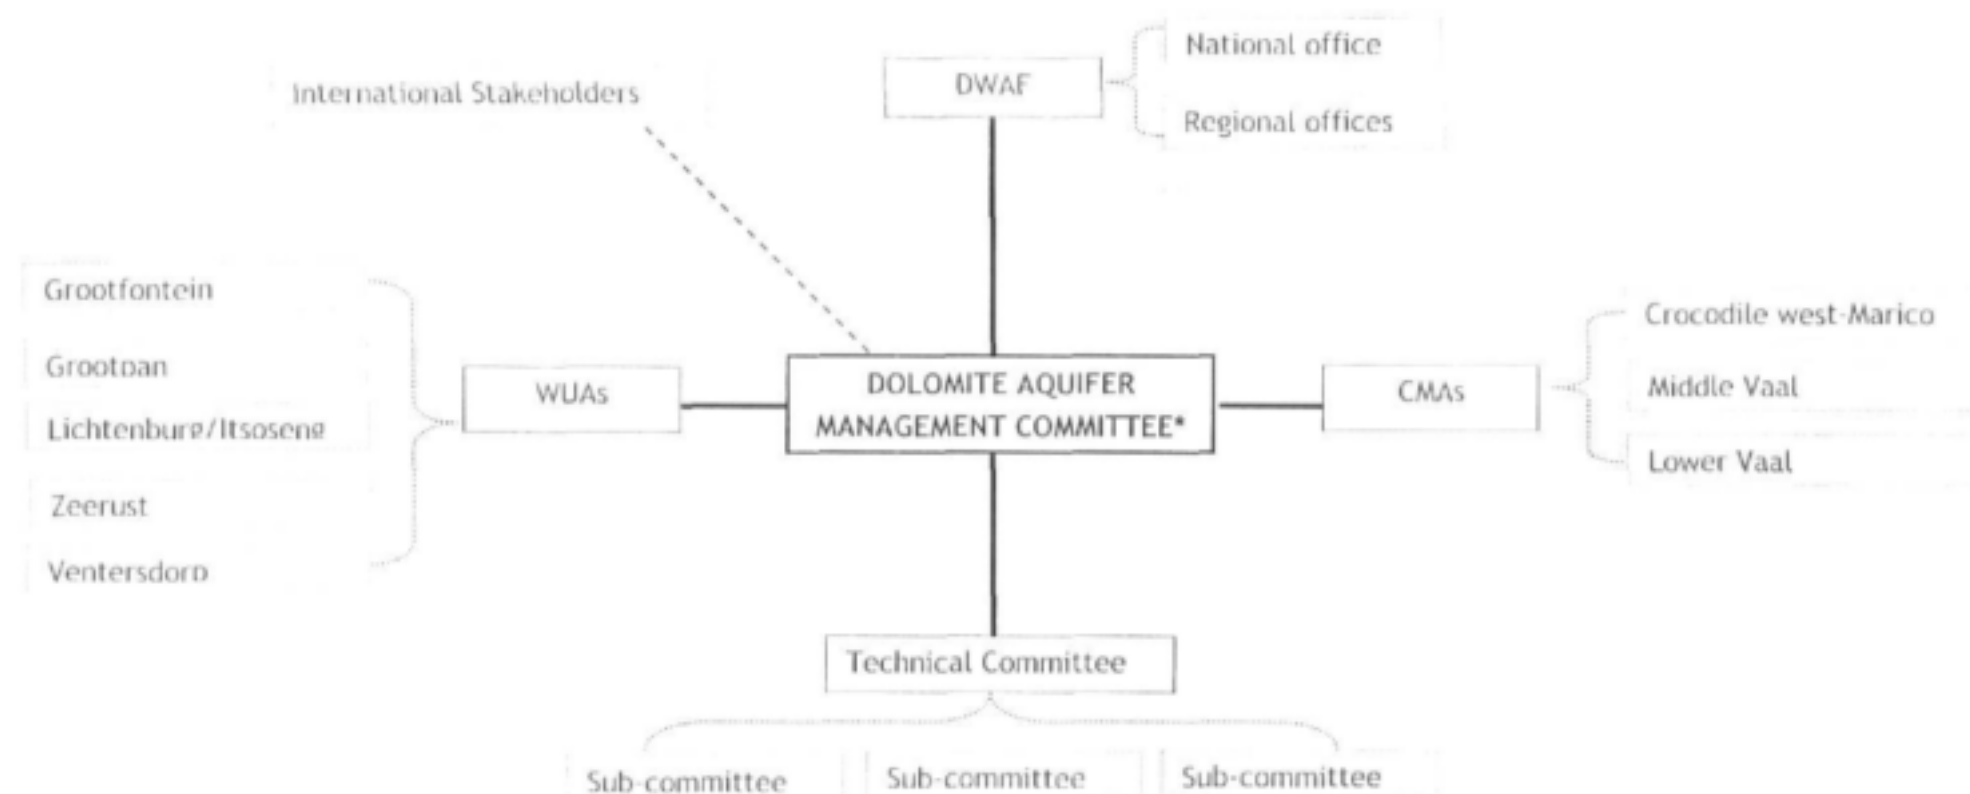 National office
International Stakeholders
DWAF
Regional offices
Grootfontein
Grootpan
Lichtenburg/Itsoseng
Zeerust
Ventersdorp
WUAs
DOLOMITE AQUIFER
MANAGEMENT COMMITTEE*
CMAs
Crocodile west-Marico
Middle Vaal
Lower Vaal
Technical Committee
Sub-committee
Sub-committee
Sub-committee